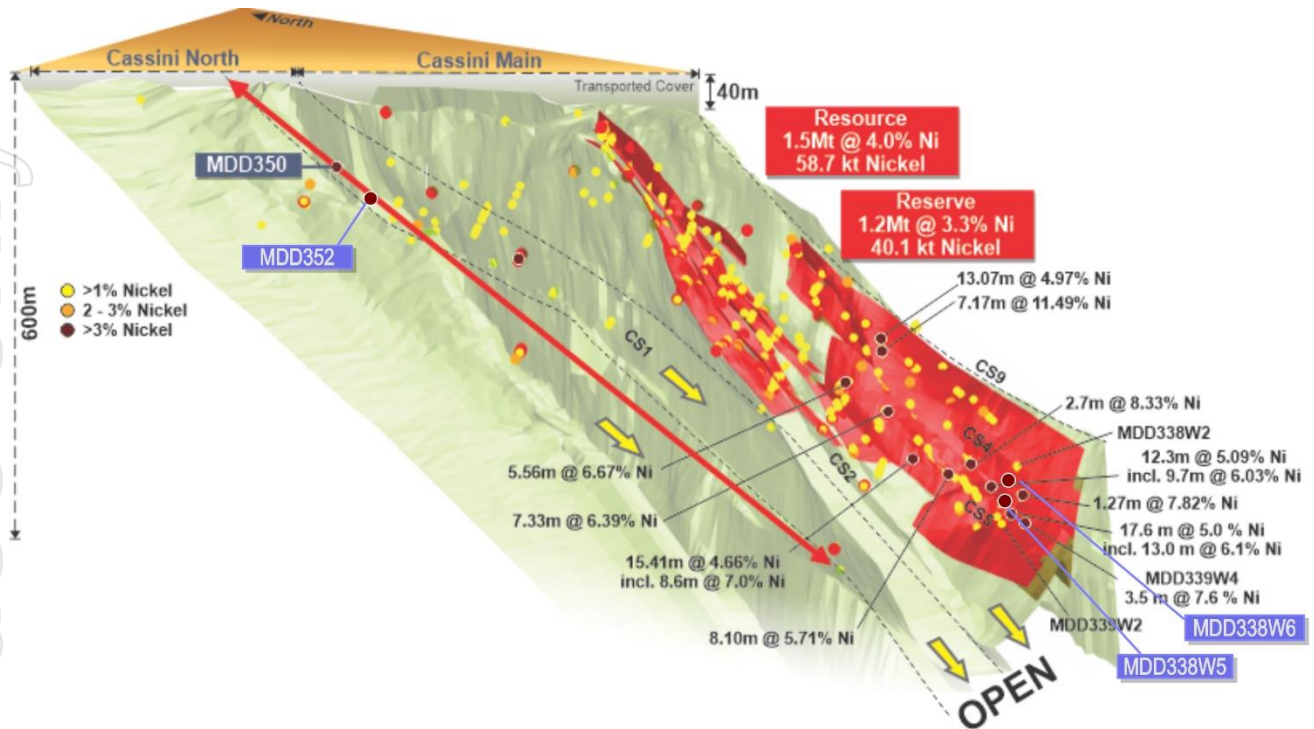 North
Cassini North
Cassini Main
Transported Cover
40m
Resource
1.5Mt @ 4.0% Ni
58.7 kt Nickel
MDD350
Reserve
1.2Mt @ 3.3% Ni
40.1 kt Nickel
MDD352
13.07m @ 4.97% Ni
7.17m @ 11.49% Ni
>1% Nickel
2 - 3% Nickel
>3% Nickel
600m
CS1
CS9
2.7m @ 8.33% Ni
CS4
MDD338W2
12.3m @ 5.09% Ni
incl. 9.7m @ 6.03% Ni
CS2
5.56m @ 6.67% Ni
1.27m @ 7.82% Ni
CS5
7.33m @ 6.39% Ni
17.6 m @ 5.0 % Ni
incl. 13.0 m @ 6.1% Ni
15.41m @ 4.66% Ni
incl. 8.6m @ 7.0% Ni
MDD339W4
3.5 m @ 7.6 % Ni
8.10m @ 5.71% Ni
MDD339W2
MDD338W6
MDD338W5
OPEN